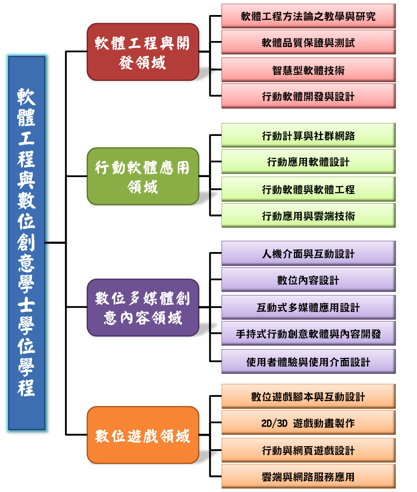 軟體工程與數位創意學士學位學程
軟體工程與開
發領域
軟體工程方法論之教學與研究
軟體品質保證與測試
智慧型軟體技術
行動軟體開發與設計
行動軟體應用
領域
行動計算與社群網路
行動應用軟體設計
行動軟體與軟體工程
行動應用與雲端技術
數位多媒體創
意內容領域
人機介面與互動設計
數位內容設計
互動式多媒體應用設計
手持式行動創意軟體與內容開發
使用者體驗與使用介面設計
數位遊戲領域
數位遊戲腳本與互動設計
2D/3D 遊戲動畫製作
行動與網頁遊戲設計
雲端與網路服務應用